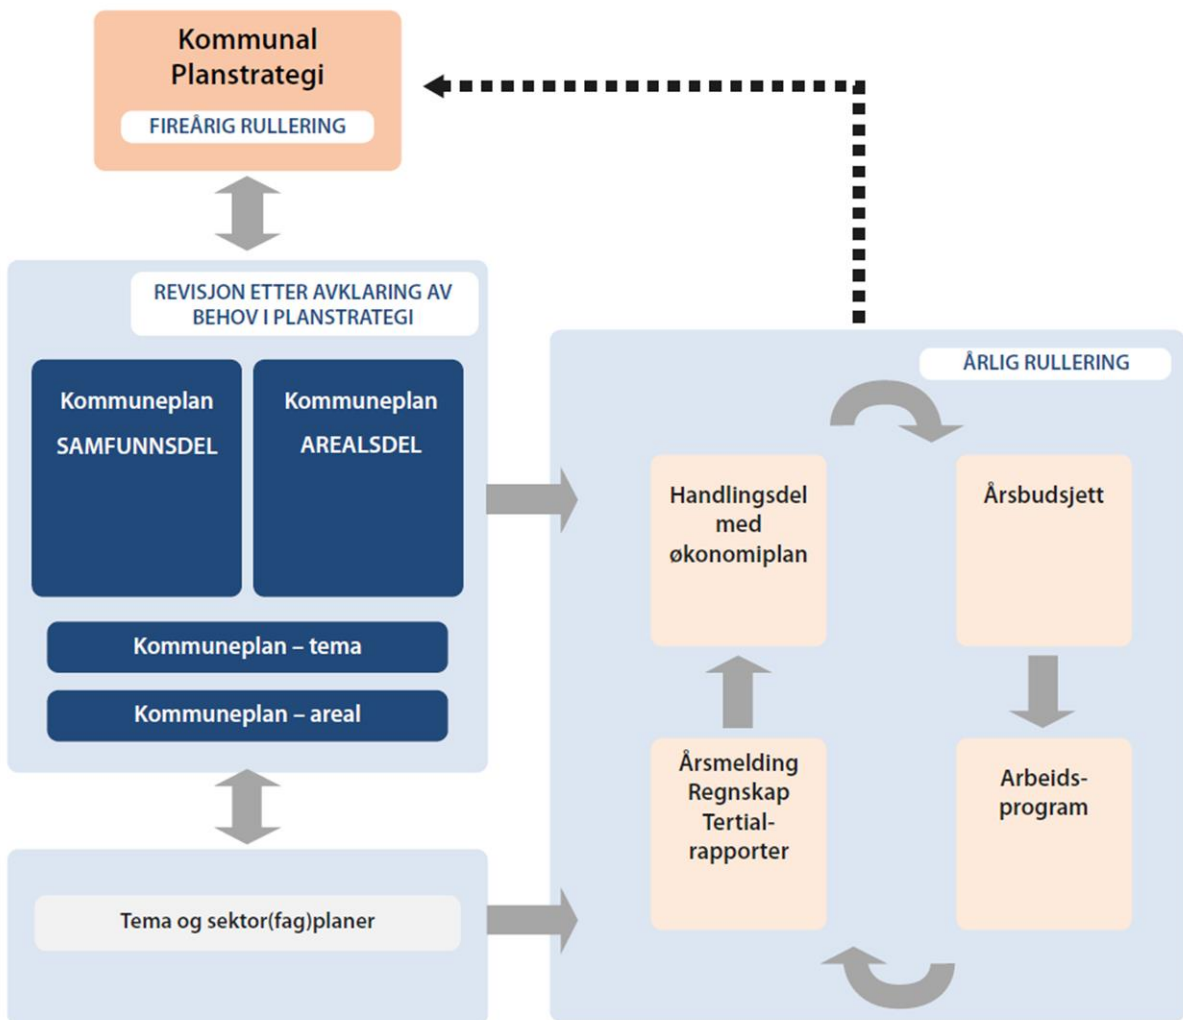 Kommunal
Planstrategi
FIREÅRIG RULLERING
REVISJON ETTER AVKLARING AV
BEHOV I PLANSTRATEGI
Kommuneplan
SAMFUNNSDEL
Kommuneplan
AREALSDEL
Kommuneplan – tema
Kommuneplan – areal
Tema og sektor(fag)planer
ÅRLIG RULLERING
Handlingsdel
med
økonomiplan
Årsbudsjett
Årsmelding
Regnskap
Tertial-
rapporter
Arbeids-
program